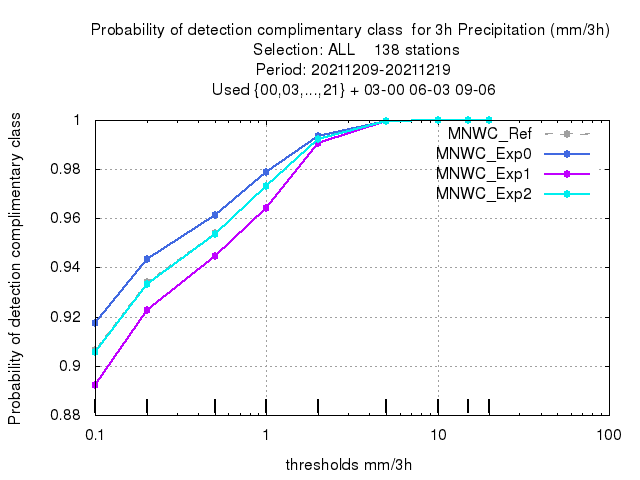 Probability of detection complimentary class  for 3h Precipitation (mm/3h)
Selection: ALL    138 stations
Period: 20211209-20211219
Used {00,03,...,21} + 03-00 06-03 09-06
Probability of detection complimentary class
1
0.98
0.96
0.94
0.92
0.9
0.88
MNWC_Ref
MNWC_Exp0
MNWC_Exp1
MNWC_Exp2
0.1
1
10
100
thresholds mm/3h